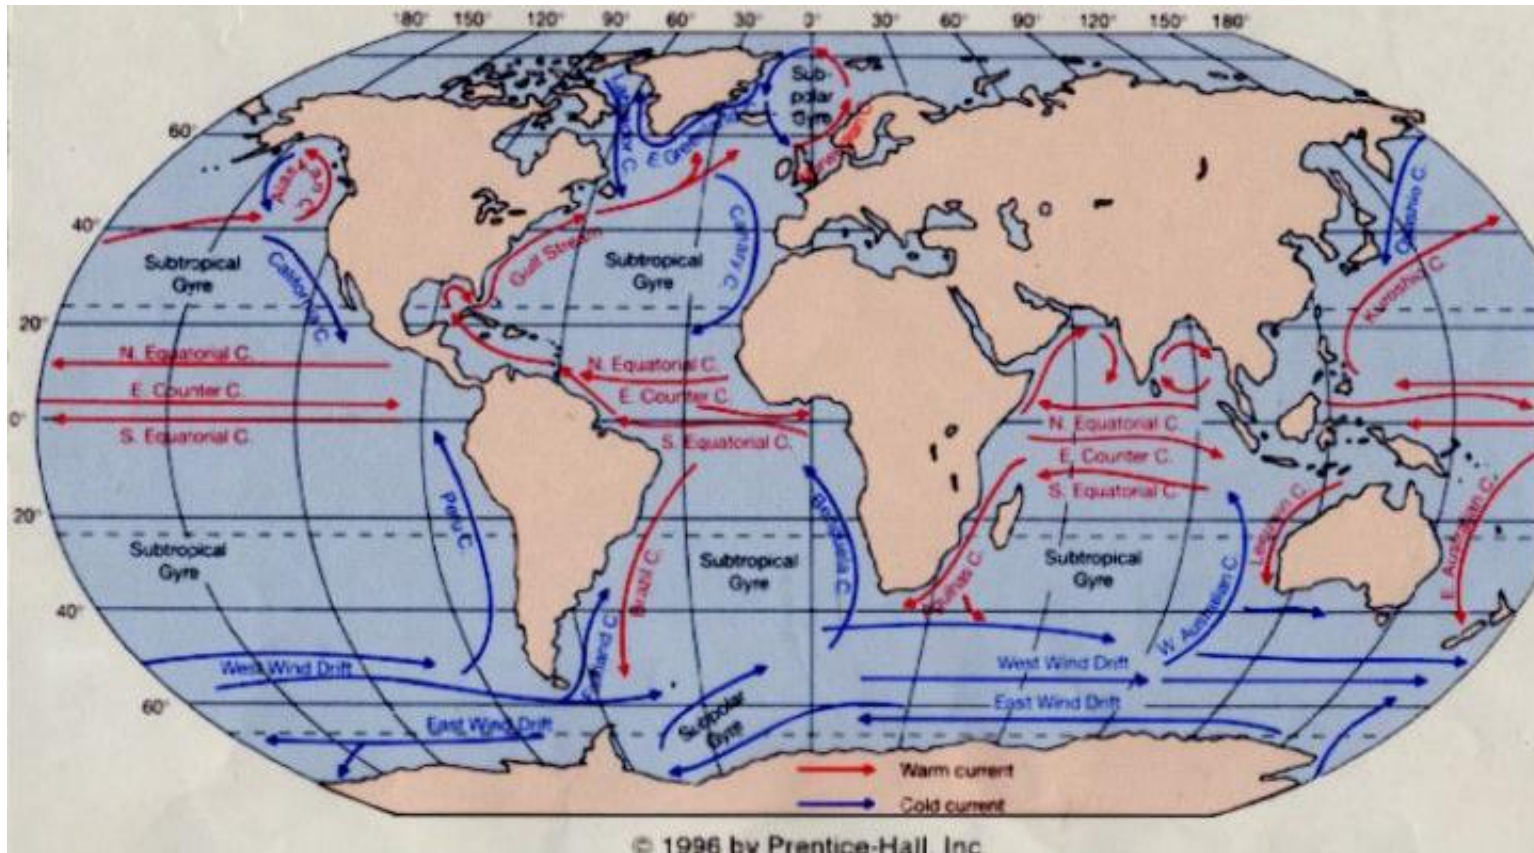 180° 150° 120° 90° 60° 30° 0° 30° 60° 90° 120° 150° 180°
Sub-
polar
Gyre
Labrador C.
E. Greenland C.
60°
Alaska C.
Oyashio C.
40°
Canary C.
Gulf Stream
Subtropical
Gyre
California C.
Subtropical
Gyre
Kuroshio C.
20°
N. Equatorial C.
N. Equatorial C.
E. Counter C.
E. Counter C.
0°
N. Equatorial C.
S. Equatorial C.
S. Equatorial C.
E. Counter C.
S. Equatorial C.
Peru C.
Benguela C.
Leeuwin C.
E. Australian C.
20°
Subtropical
Gyre
Brazil C.
Subtropical
Gyre
Subtropical
Gyre
W. Australian C.
40°
West Wind Drift
West Wind Drift
60°
East Wind Drift
Subpolar
Gyre
East Wind Drift
Warm current
Cold current
© 1996 by Prentice-Hall, Inc